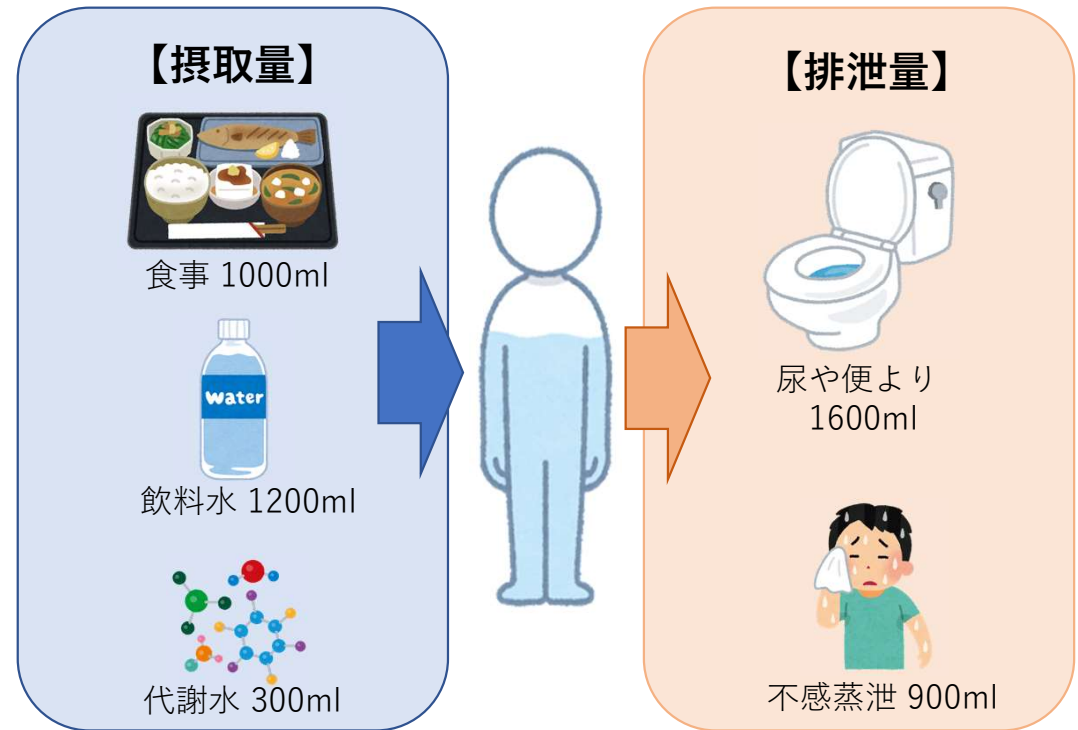 【摂取量】
食事 1000ml
Water
飲料水 1200ml
代謝水 300ml
【排泄量】
尿や便より
1600ml
不感蒸泄 900ml